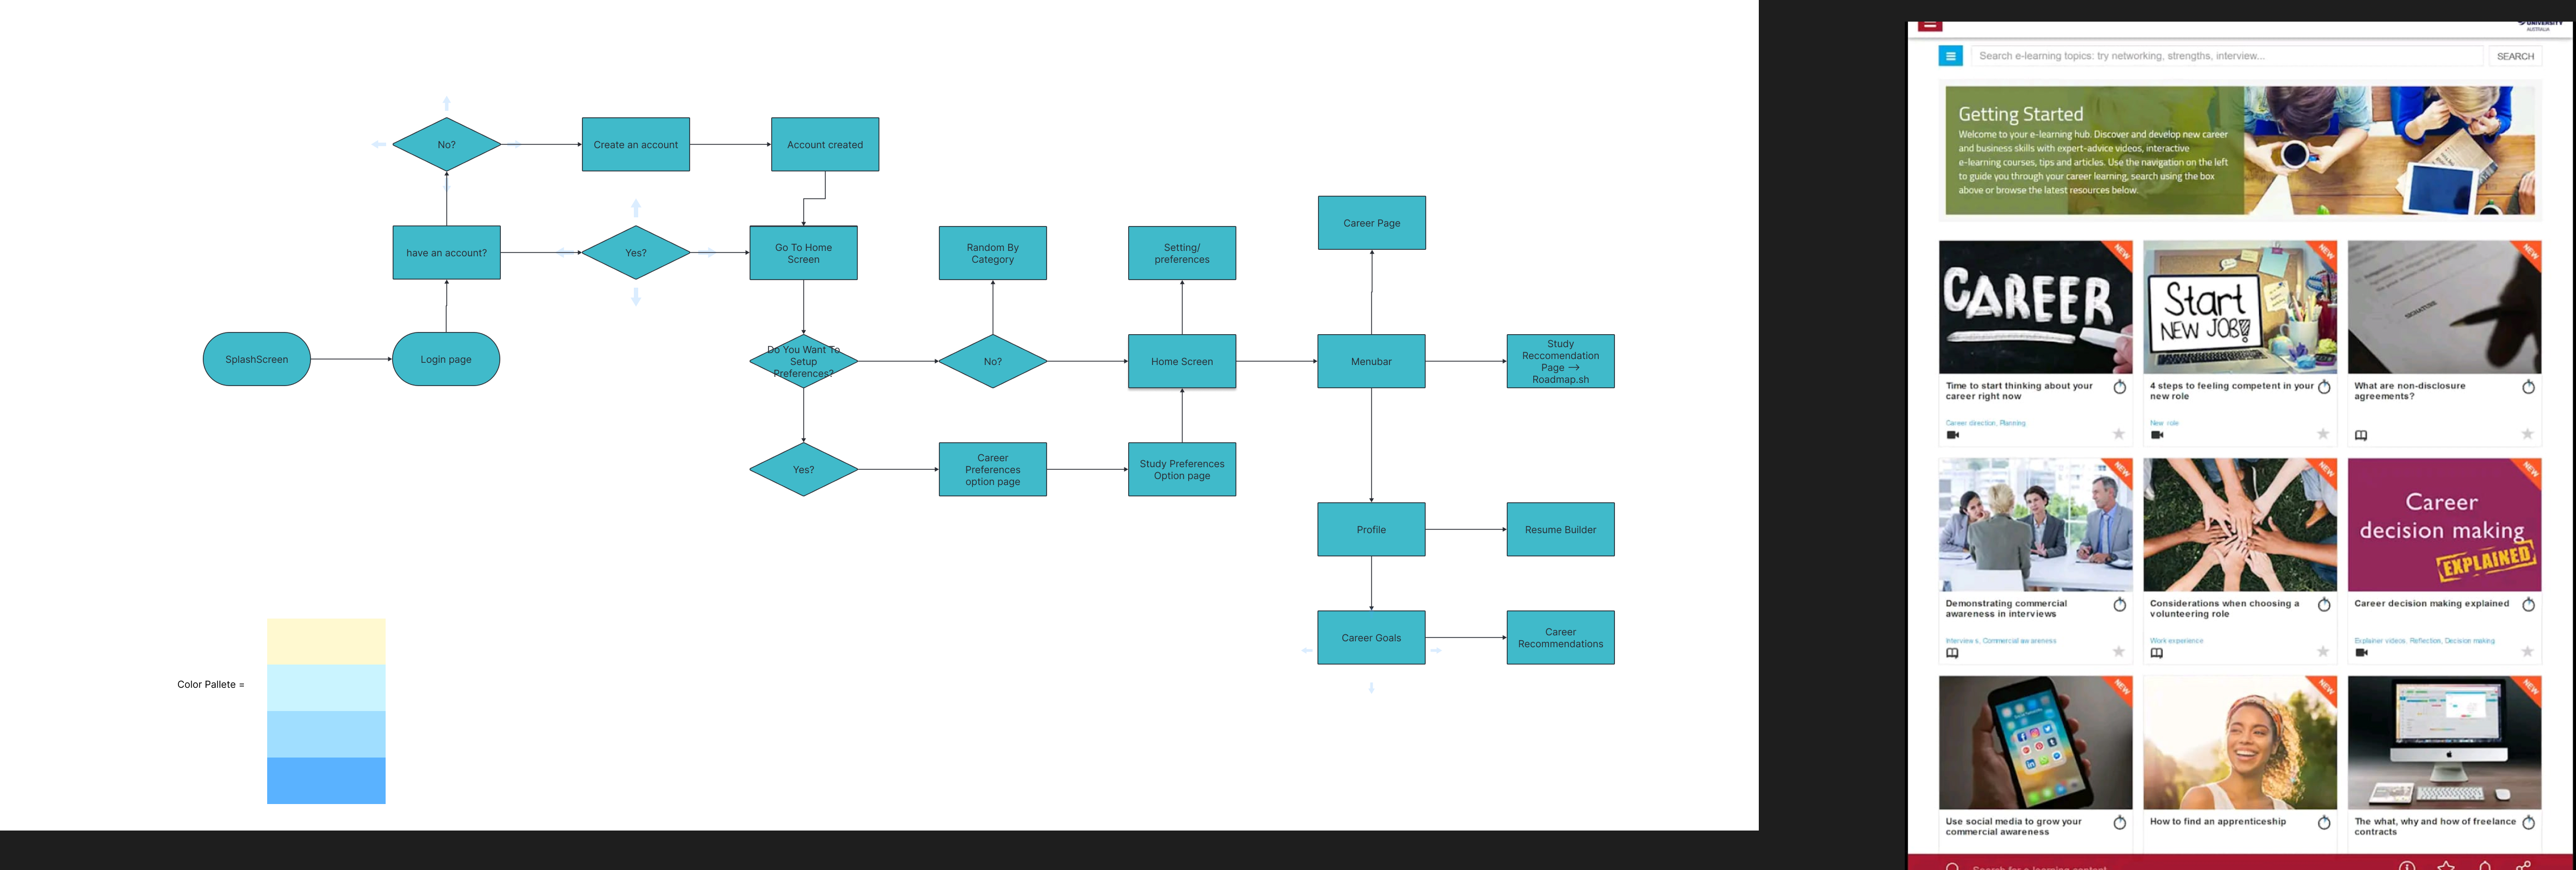 No?
Create an account
Account created
have an account?
Yes?
Go To Home
Screen
Random By
Category
Setting/
preferences
Career Page
SplashScreen
Login page
Do You Want To
Setup
Preferences?
No?
Home Screen
Menubar
Study
Reccomendation
Page →
Roadmap.sh
Yes?
Career
Preferences
option page
Study Preferences
Option page
Profile
Resume Builder
Career Goals
Career
Recommendations
Color Pallete =
UNIVERSITY
AUSTRALIA
Search e-learning topics: try networking, strengths, interview...
SEARCH
Getting Started
Welcome to your e-learning hub. Discover and develop new career
and business skills with expert-advice videos, interactive
e-learning courses, tips and articles. Use the navigation on the left
to guide you through your career learning, search using the box
above or browse the latest resources below.
NEW
CAREER
Time to start thinking about your
career right now
Career direction, Planning
NEW
Start
NEW JOB!
4 steps to feeling competent in your
new role
New role
NEW
SIGNATURE
What are non-disclosure
agreements?
NEW
Demonstrating commercial
awareness in interviews
Interviews, Commercial awareness
NEW
Considerations when choosing a
volunteering role
Work experience
NEW
Career
decision making
EXPLAINED
Career decision making explained
Explainer videos, Reflection, Decision making
NEW
Use social media to grow your
commercial awareness
NEW
How to find an apprenticeship
NEW
The what, why and how of freelance
contracts
Search for e-learning content